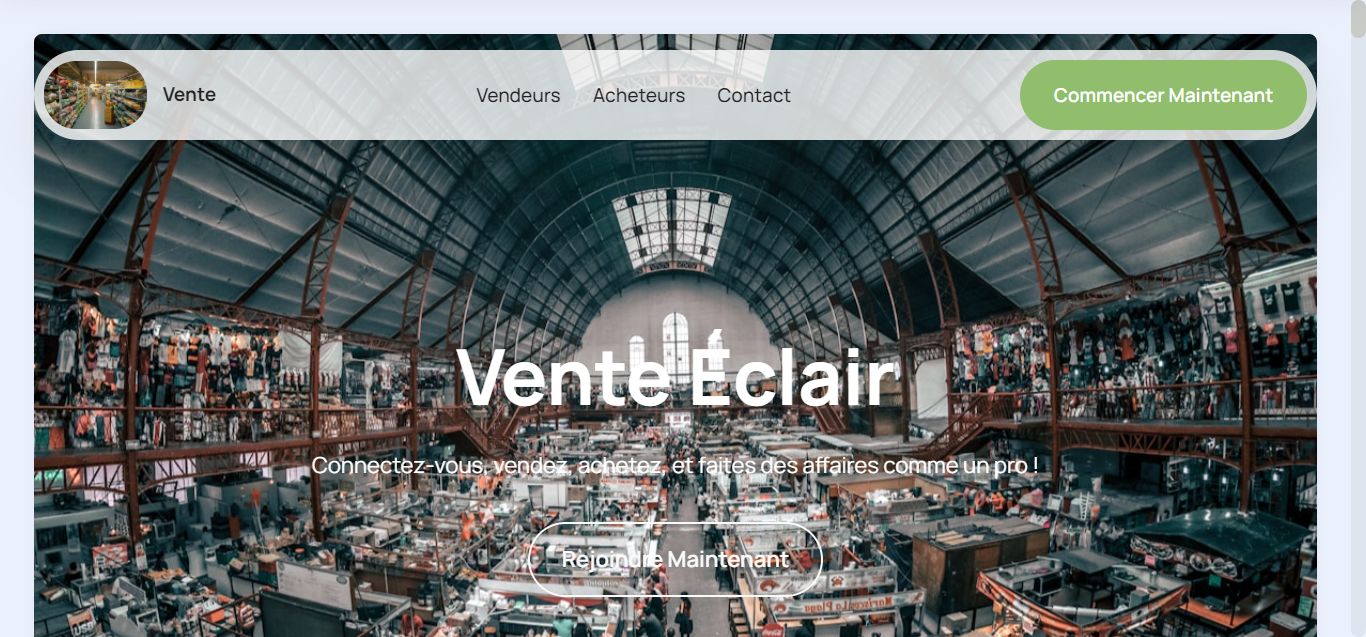 Vente
Vendeurs Acheteurs Contact
Commencer Maintenant
Vente Éclair
Connectez-vous, vendez, achetez, et faites des affaires comme un pro !
Rejoindre Maintenant
USB